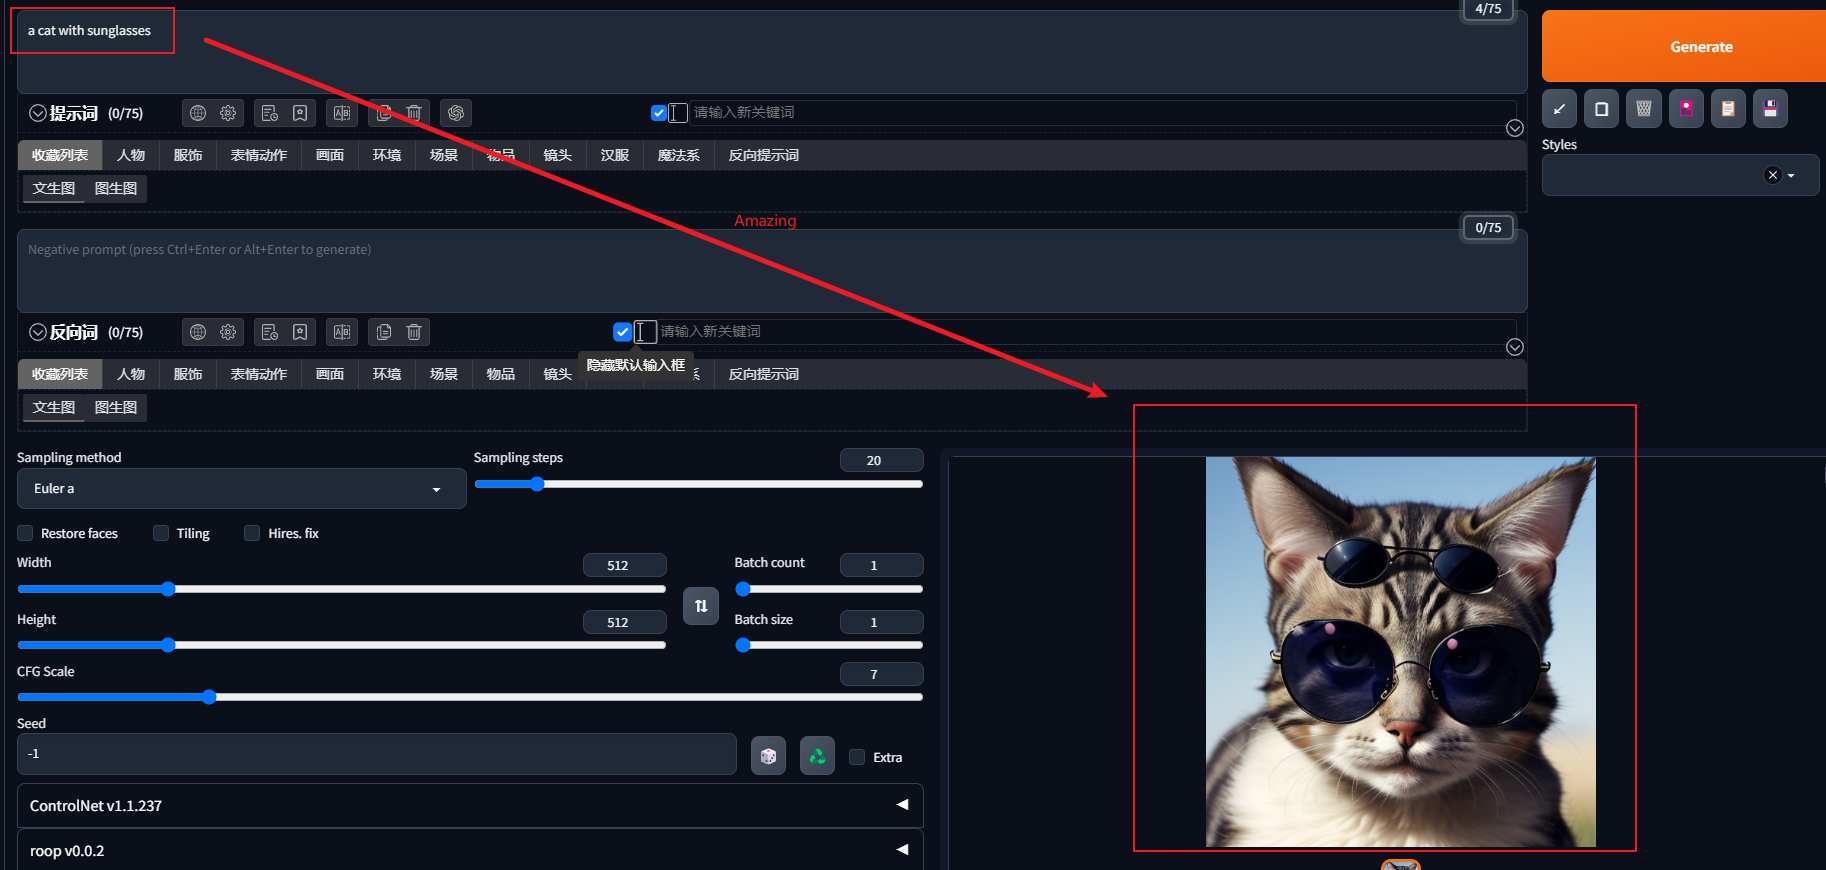 4/75
a cat with sunglasses
Generate
提示词 (0/75)
请输入新关键词
收藏列表 人物 服饰 表情动作 画面 环境 场景 物品 镜头 汉服 魔法系 反向提示词
Styles
文生图 图生图
Amazing
0/75
Negative prompt (press Ctrl+Enter or Alt+Enter to generate)
反向词 (0/75)
请输入新关键词
隐藏默认输入框
收藏列表 人物 服饰 表情动作 画面 环境 场景 物品 镜头 系 反向提示词
文生图 图生图
Sampling method
Sampling steps
20
Euler a
Restore faces
Tiling
Hires. fix
Width
512
Batch count
1
Height
512
Batch size
1
CFG Scale
7
Seed
-1
Extra
ControlNet v1.1.237
roop v0.0.2